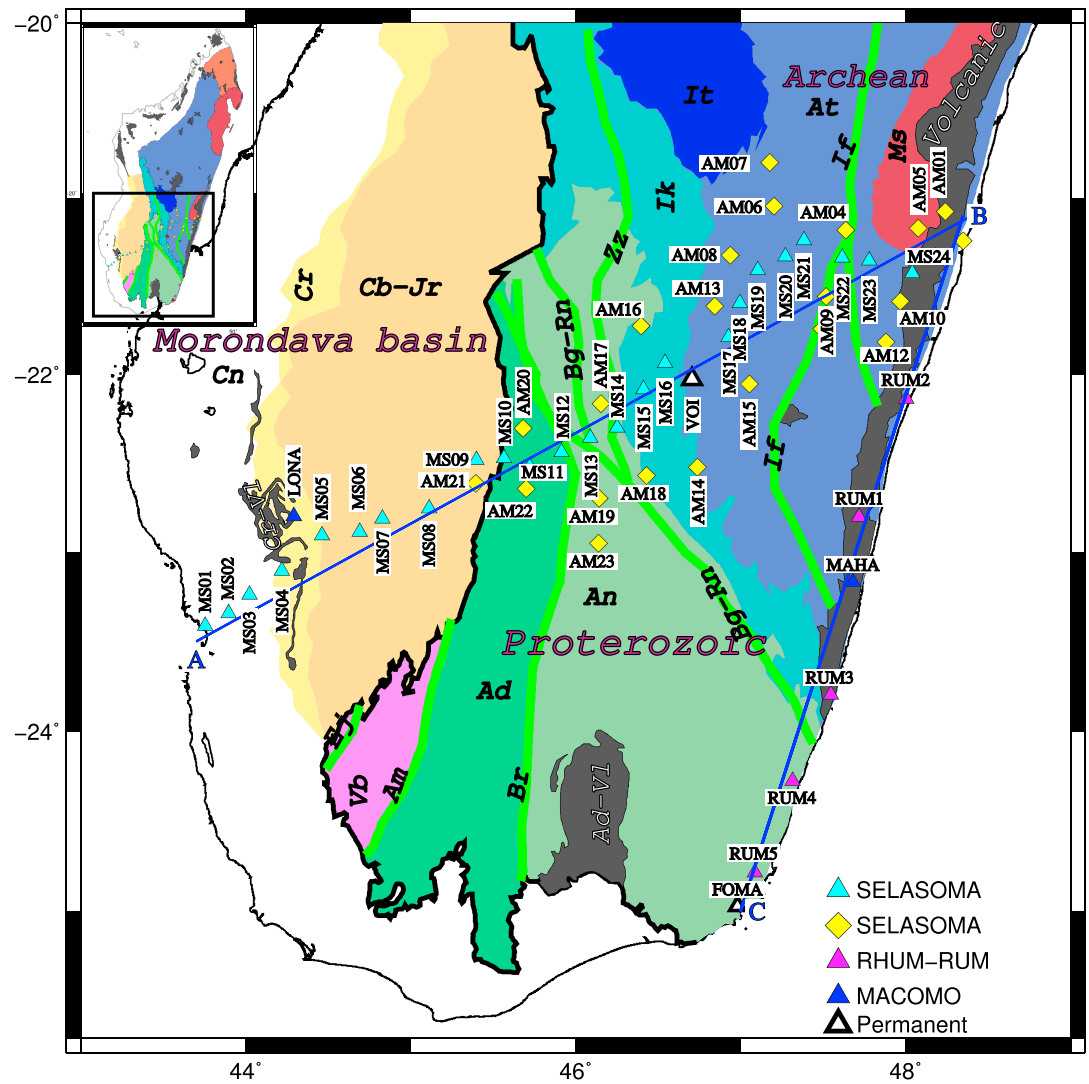 −20˚
−22˚
−24˚
44˚
46˚
48˚
Archean
Volcanic
It
At
If
Ms
AM01
AM05
AM07
AM06
AM04
Ik
Zz
B
AM08
MS24
AM13
MS19
MS20
MS21
MS22
MS23
AM10
AM16
MS18
AM09
AM12
Cr
Cb−Jr
Morondava basin
Cn
Bg−Rn
AM17
AM20
MS14
MS17
RUM2
MS10
MS12
MS15
MS16
VOI
AM15
MS09
AM21
MS11
MS13
AM18
AM14
If
AM22
AM19
AM23
LONA
MS05
MS06
MS07
MS08
RUM1
MAHA
MS01
MS02
MS03
MS04
A
An
Bg−Rn
Proterozoic
RUM3
Ad
Ej
Vb
Am
Br
Ad−Vl
RUM4
RUM5
FOMA
C
SELASOMA
SELASOMA
RHUM−RUM
MACOMO
Permanent